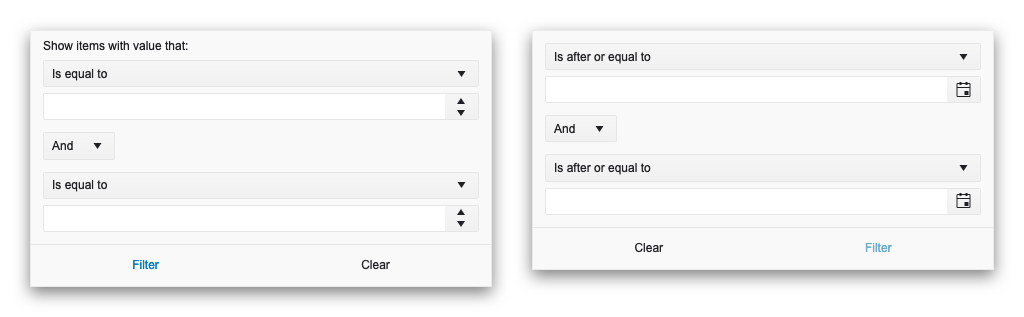 Show items with value that:
Is equal to
And
Is equal to
Filter Clear
Is after or equal to
And
Is after or equal to
Clear Filter